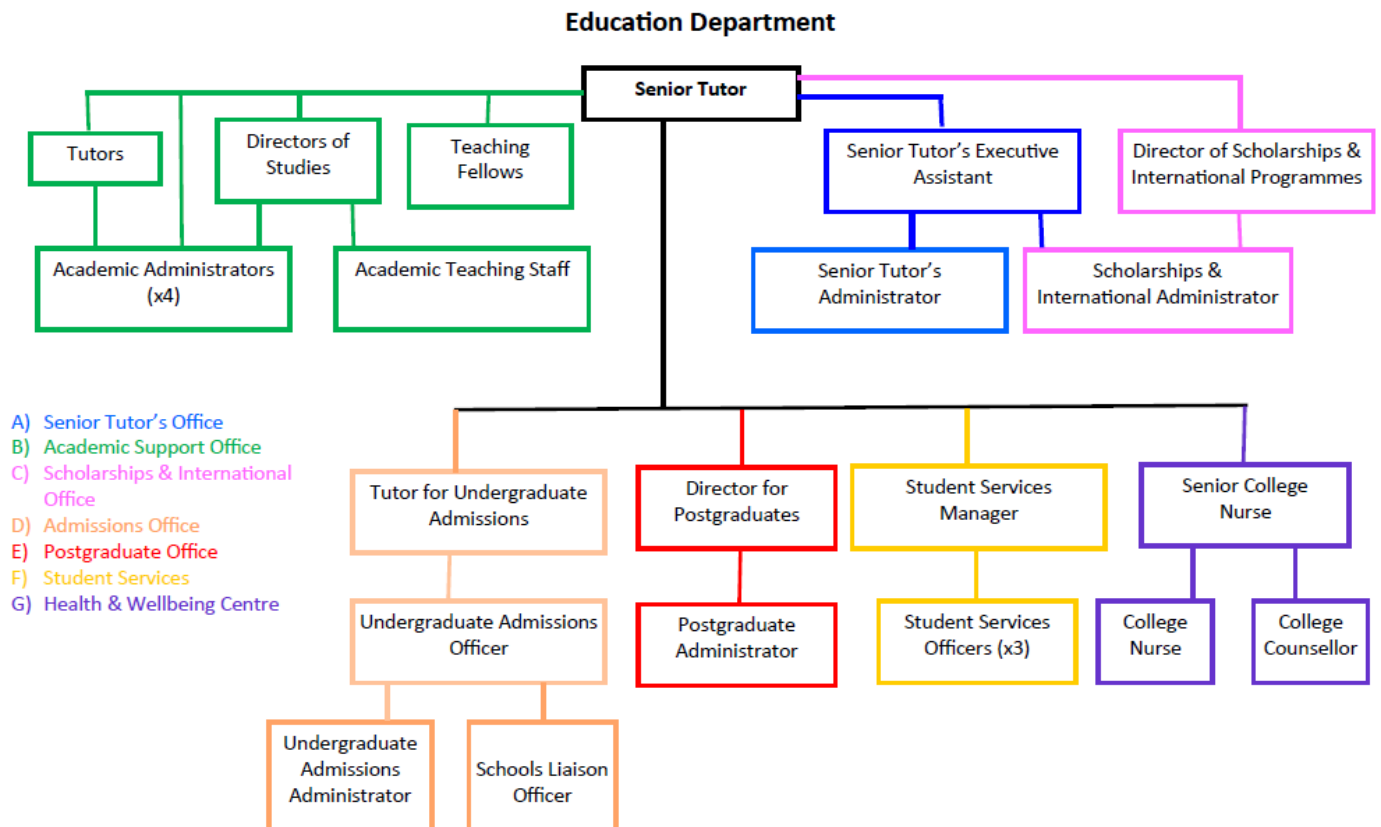 Education Department
Senior Tutor
Tutors
Directors of
Studies
Teaching
Fellows
Senior Tutor’s Executive
Assistant
Director of Scholarships &
International Programmes
Academic Administrators
(x4)
Academic Teaching Staff
Senior Tutor’s
Administrator
Scholarships &
International Administrator
A) Senior Tutor’s Office
B) Academic Support Office
C) Scholarships & International
Office
D) Admissions Office
E) Postgraduate Office
F) Student Services
G) Health & Wellbeing Centre
Tutor for Undergraduate
Admissions
Director for
Postgraduates
Student Services
Manager
Senior College
Nurse
Undergraduate Admissions
Officer
Postgraduate
Administrator
Student Services
Officers (x3)
College
Nurse
College
Counsellor
Undergraduate
Admissions
Administrator
Schools Liaison
Officer